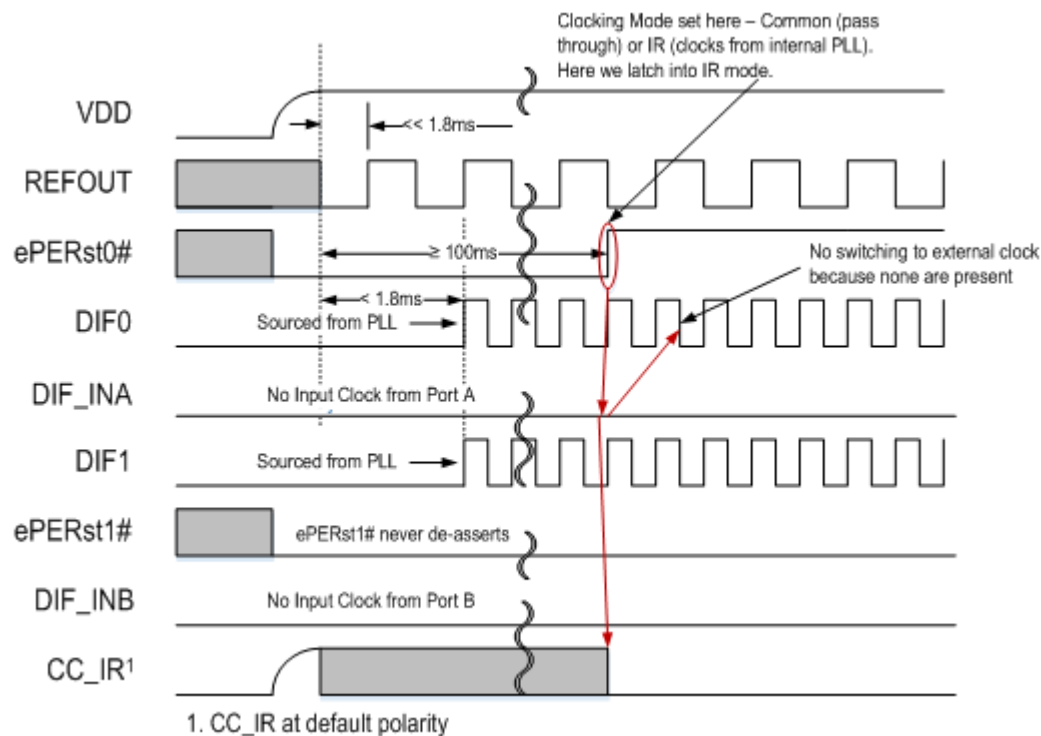 Clocking Mode set here – Common (pass
through) or IR (clocks from internal PLL).
Here we latch into IR mode.
VDD
<< 1.8ms
REFOUT
ePERst0#
≥ 100ms
No switching to external clock
because none are present
< 1.8ms
DIF0
Sourced from PLL
DIF_INA
No Input Clock from Port A
DIF1
Sourced from PLL
ePERst1#
ePERst1# never de-asserts
DIF_INB
No Input Clock from Port B
CC_IR¹
1. CC_IR at default polarity